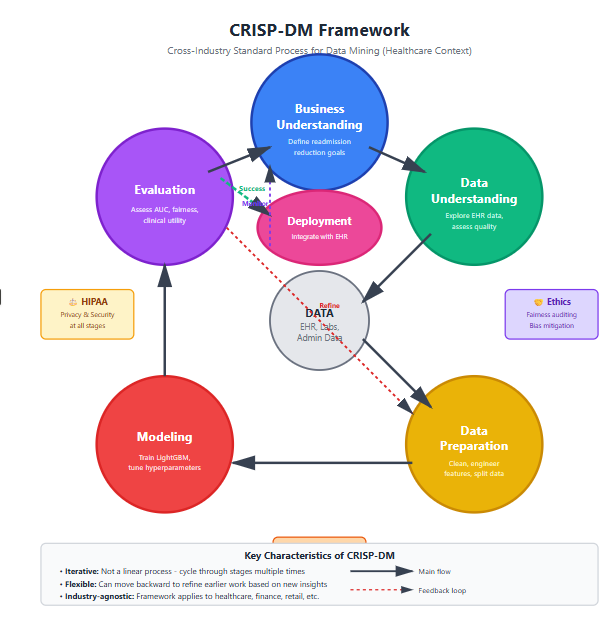 CRISP-DM Framework
Cross-Industry Standard Process for Data Mining (Healthcare Context)
Business
Understanding
Define readmission
reduction goals
Evaluation
Assess AUC, fairness,
clinical utility
Data
Understanding
Explore EHR data,
assess quality
Success
Deployment
Integrate with EHR
HIPAA
Privacy & Security
at all stages
Refine
DATA
EHR, Labs,
Admin Data
Ethics
Fairness auditing
Bias mitigation
Modeling
Train LightGBM,
tune hyperparameters
Data
Preparation
Clean, engineer
features, split data
Key Characteristics of CRISP-DM
• Iterative: Not a linear process - cycle through stages multiple times
• Flexible: Can move backward to refine earlier work based on new insights
• Industry-agnostic: Framework applies to healthcare, finance, retail, etc.
Main flow
Feedback loop